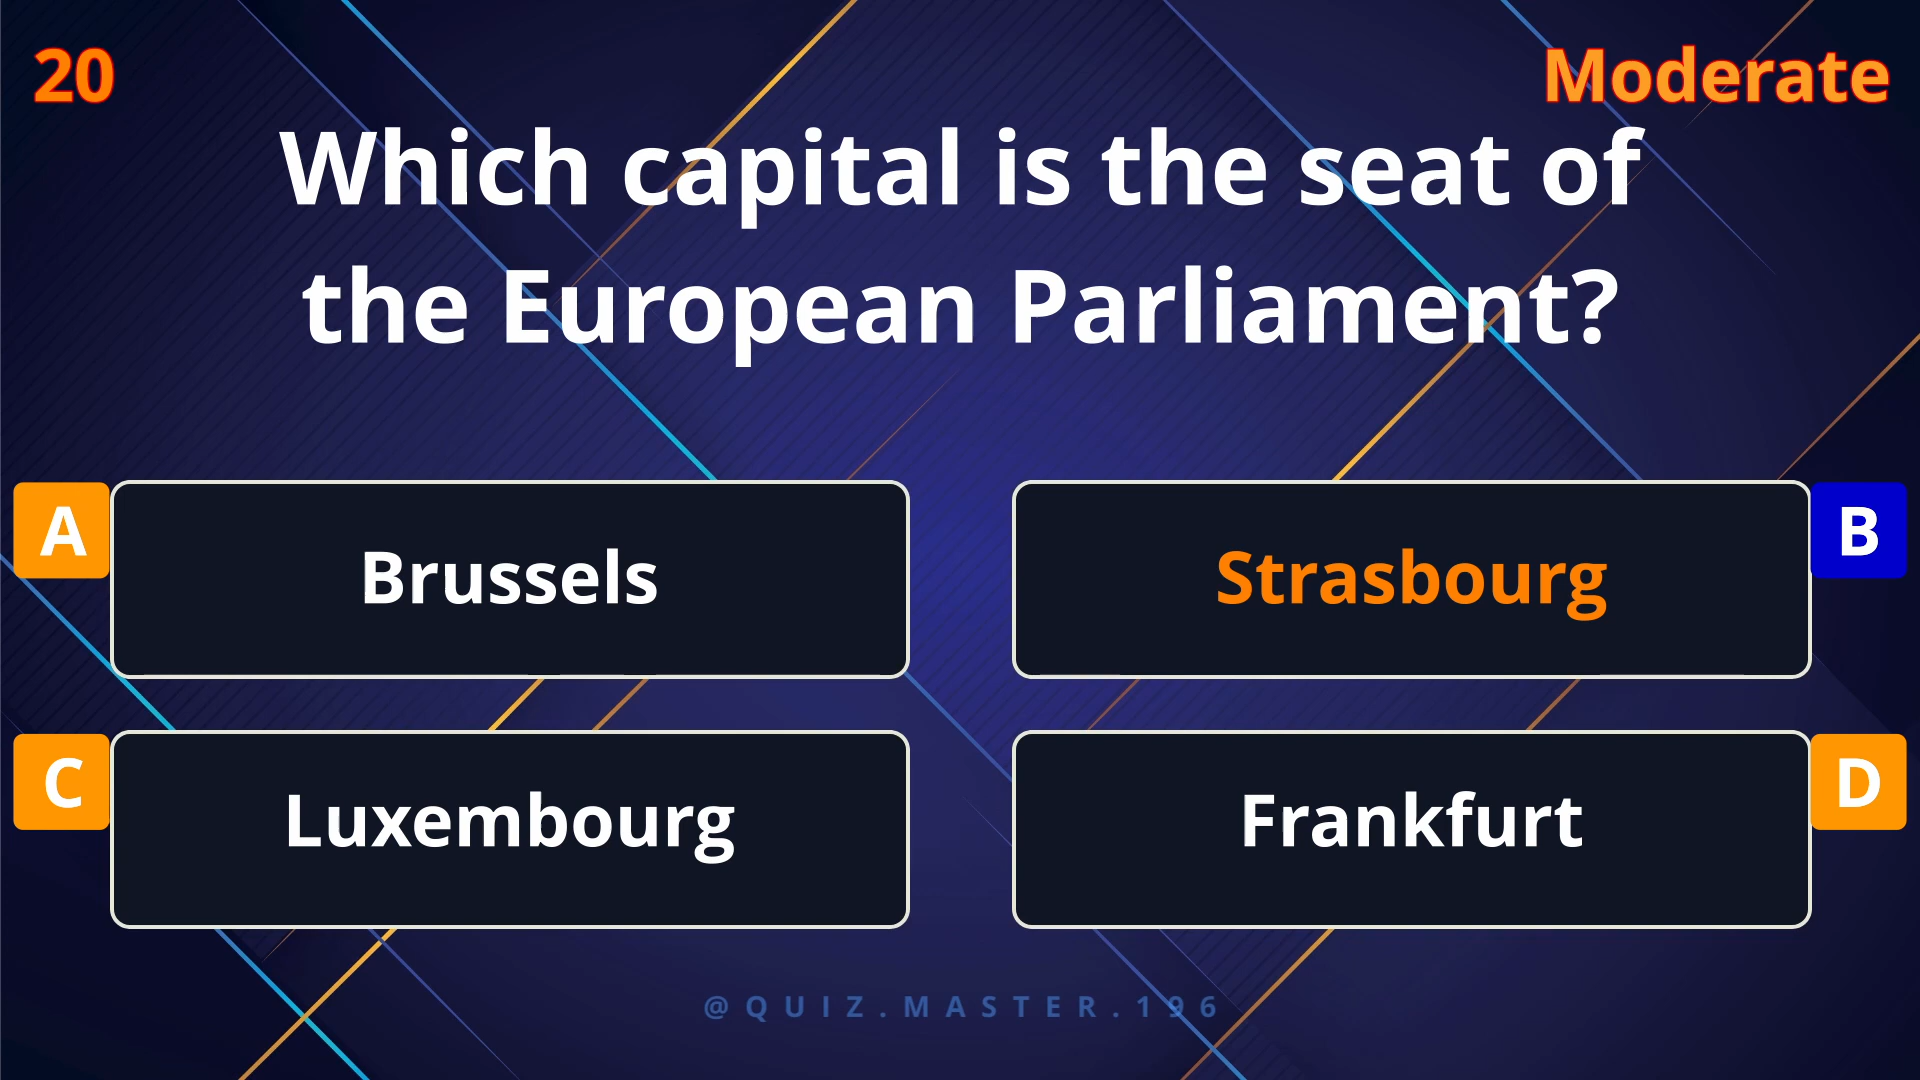 20
Moderate
Which capital is the seat of
the European Parliament?
A
Brussels
Strasbourg
B
C
Luxembourg
Frankfurt
D
@QUIZ.MASTER.196